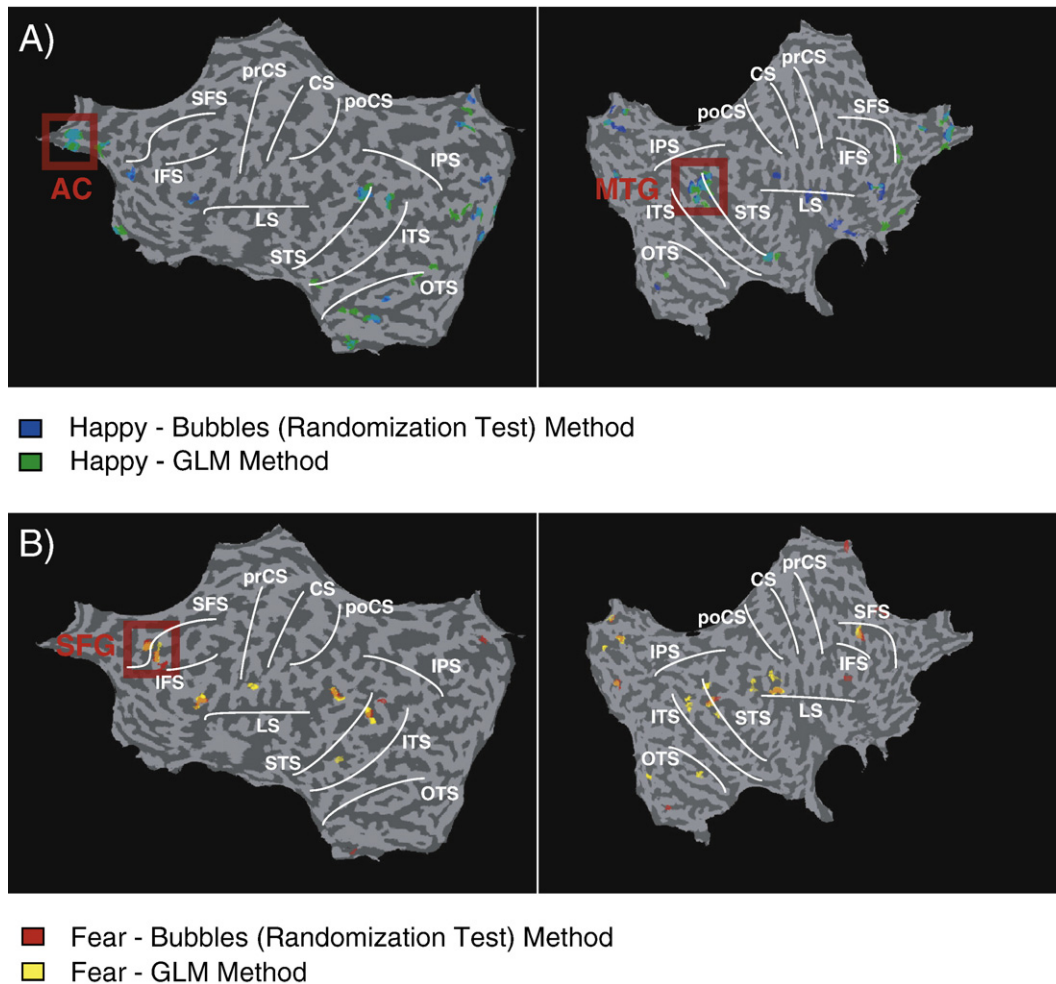 A)
prCS
CS
SFS
poCS
IPS
AC
IFS
LS
ITS
STS
OTS
prCS
CS
poCS
SFS
IPS
IFS
MTG
ITS
STS
LS
OTS
Happy - Bubbles (Randomization Test) Method
Happy - GLM Method
B)
prCS
CS
SFS
poCS
SFG
IPS
IFS
LS
ITS
STS
OTS
prCS
CS
poCS
SFS
IPS
IFS
ITS
STS
LS
OTS
Fear - Bubbles (Randomization Test) Method
Fear - GLM Method